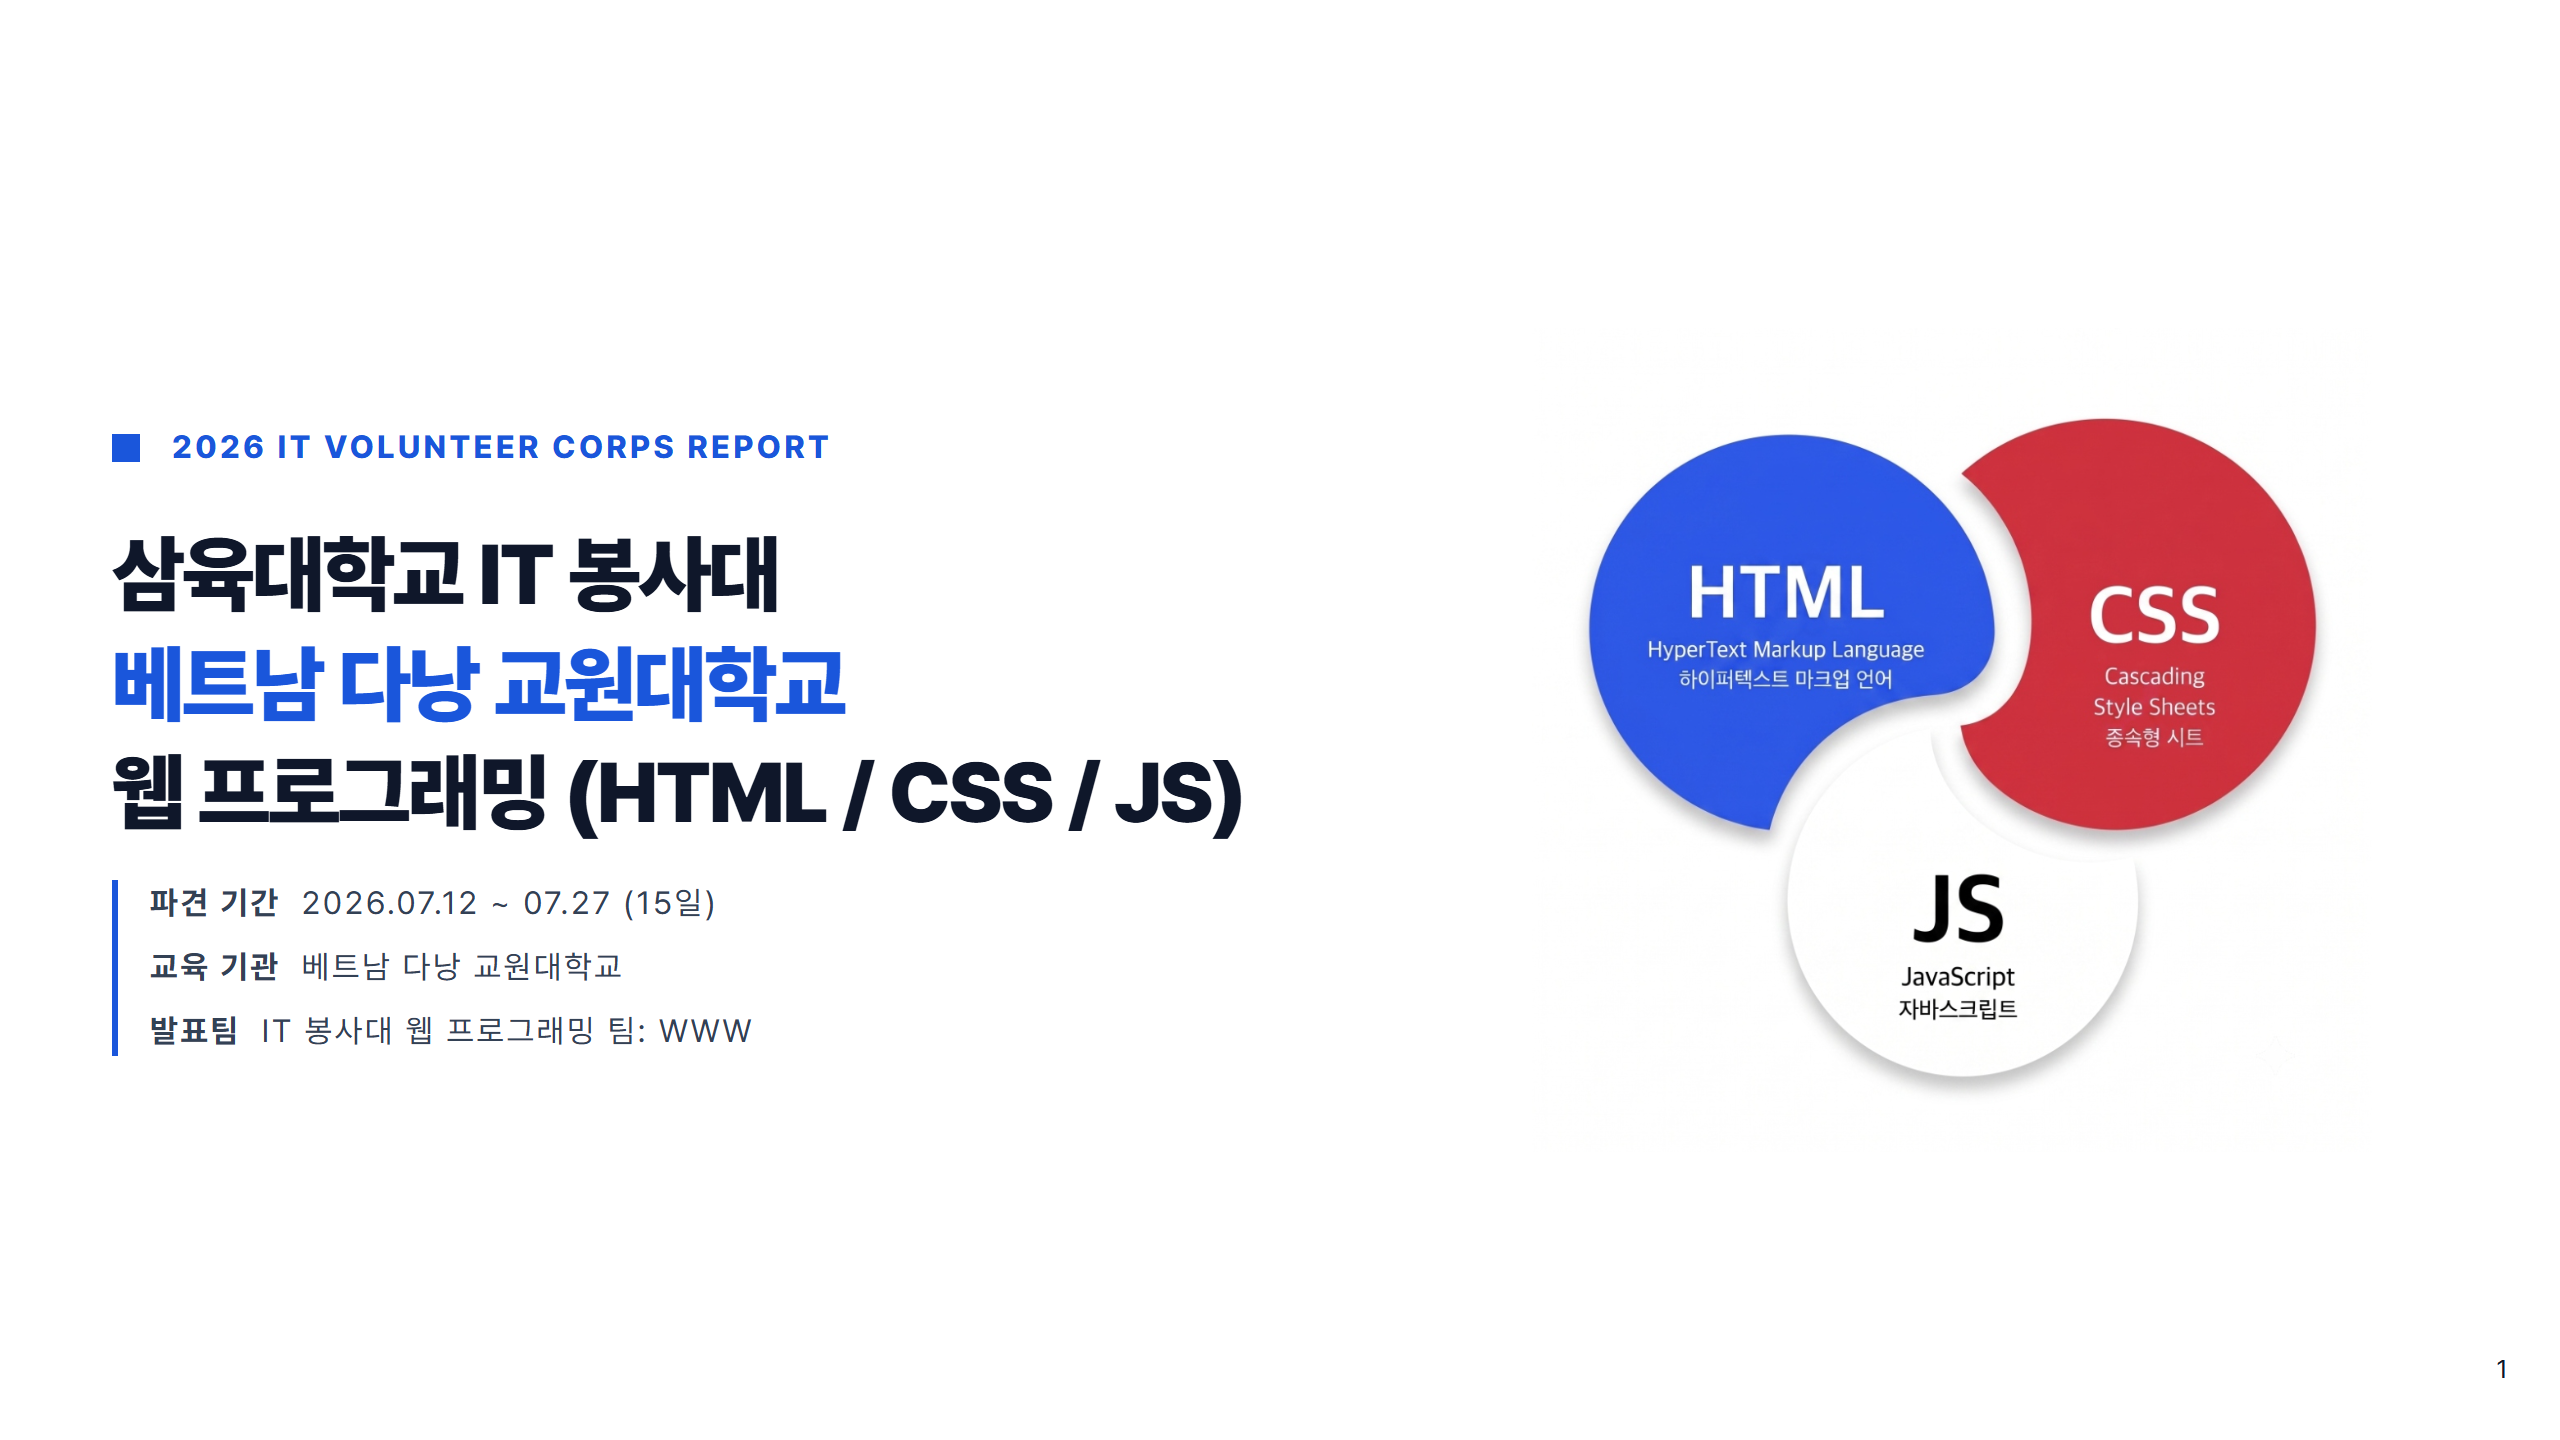 2026 IT VOLUNTEER CORPS REPORT
삼육대학교 IT 봉사대
베트남 다낭 교원대학교
웹 프로그래밍 (HTML / CSS / JS)
파견 기간 2026.07.12 ~ 07.27 (15일)
교육 기관 베트남 다낭 교원대학교
발표팀 IT 봉사대 웹 프로그래밍 팀: WWW
HTML
HyperText Markup Language
하이퍼텍스트 마크업 언어
CSS
Cascading
Style Sheets
종속형 시트
JS
JavaScript
자바스크립트
1